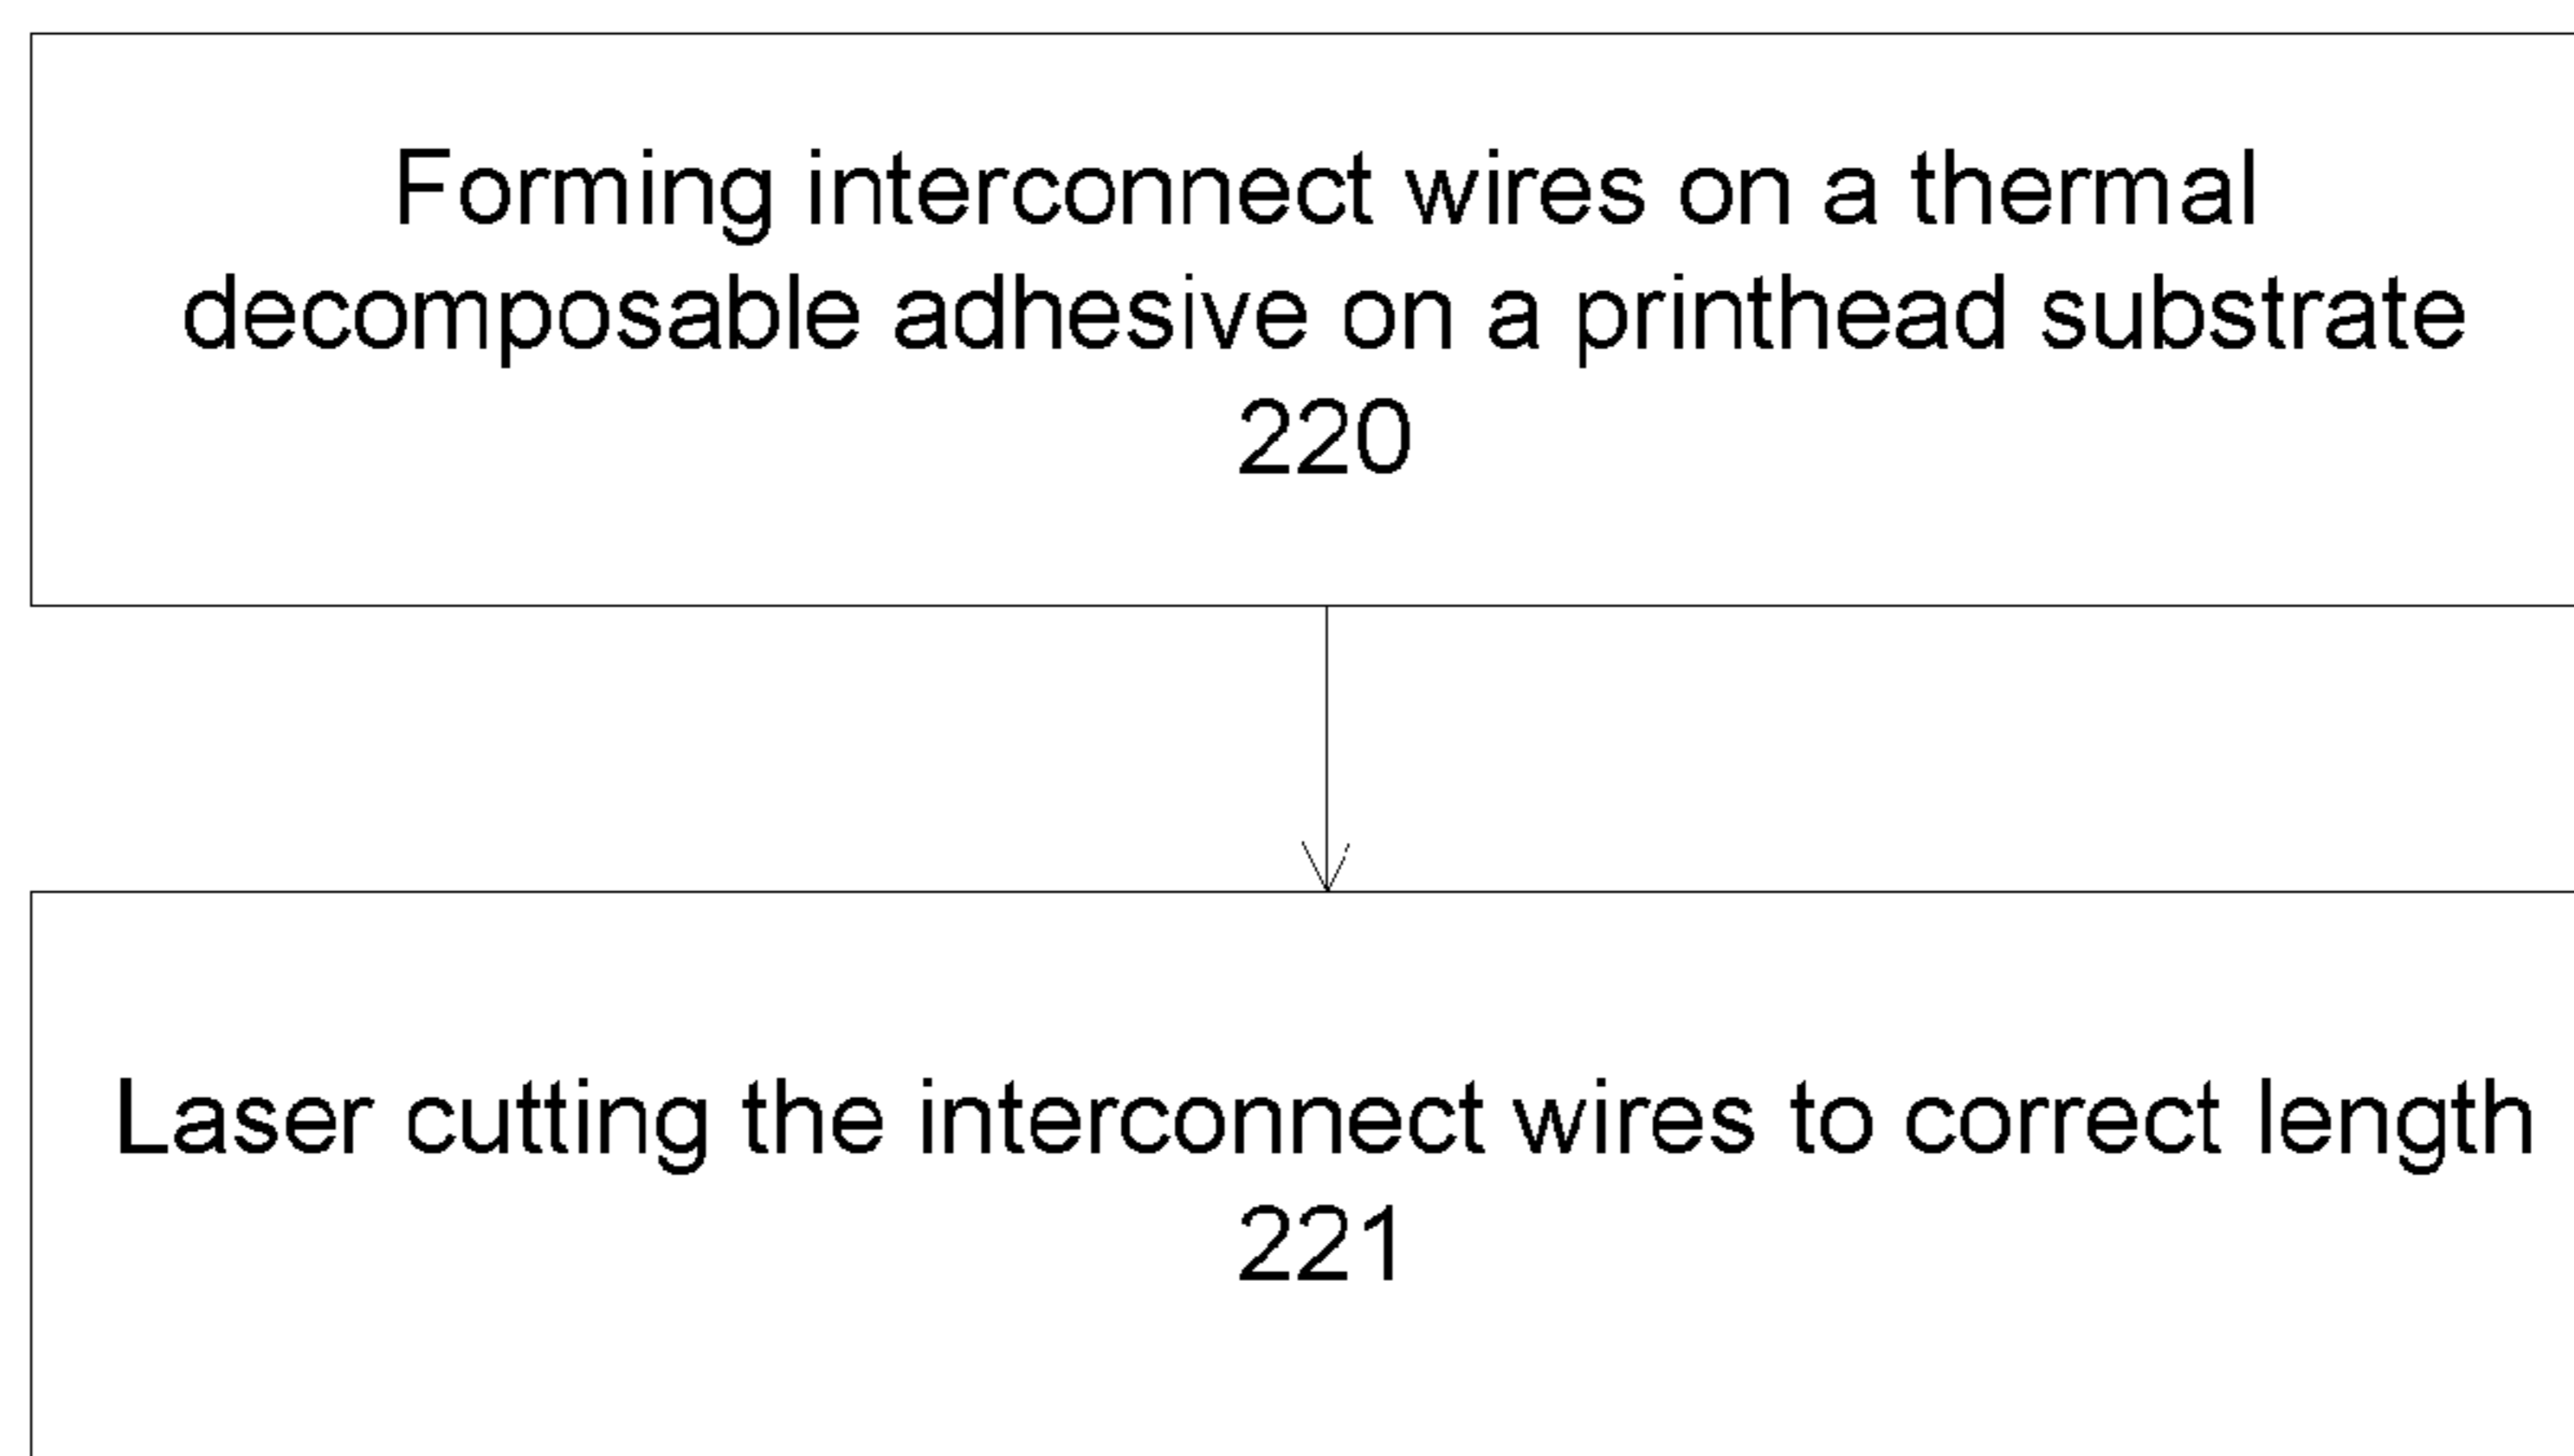 Forming interconnect wires on a thermal
decomposable adhesive on a printhead substrate
220
Laser cutting the interconnect wires to correct length
221